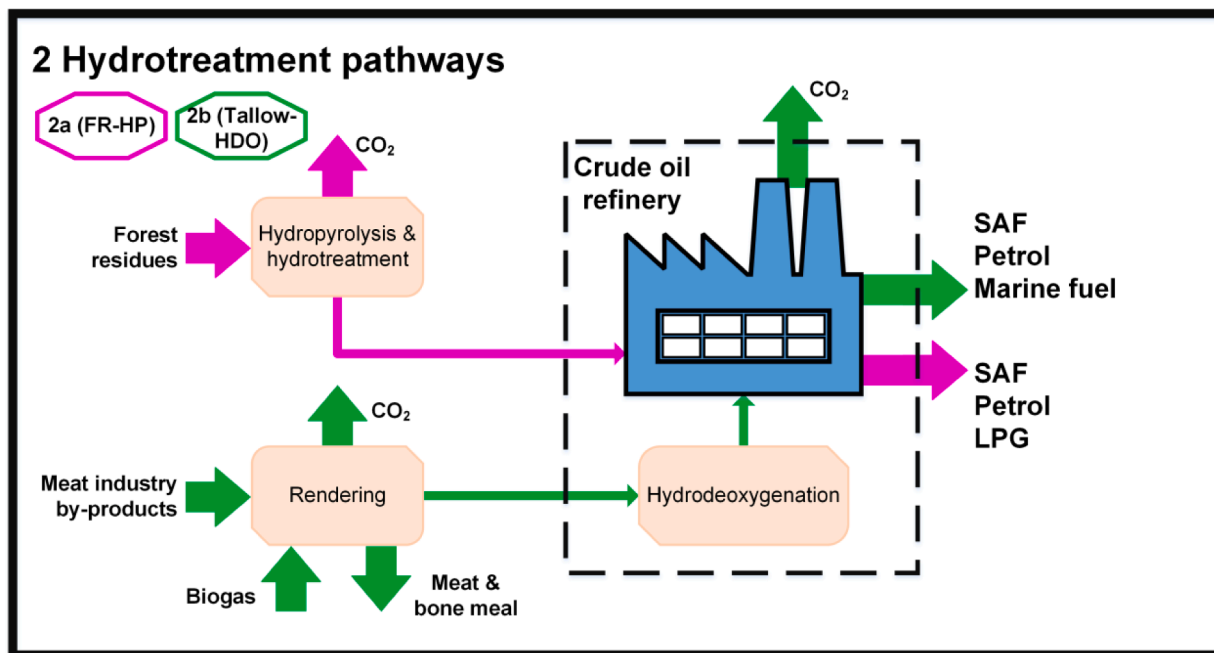 2 Hydrotreatment pathways
2a (FR-HP)
2b (Tallow-
HDO)
CO₂
CO₂
Crude oil
refinery
Forest
residues
Hydropyrolysis &
hydrotreatment
SAF
Petrol
Marine fuel
SAF
Petrol
LPG
CO₂
Meat industry
by-products
Rendering
Hydrodeoxygenation
Biogas
Meat &
bone meal